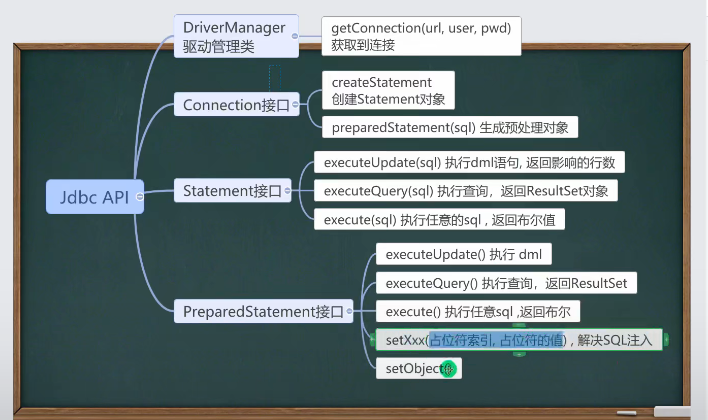 DriverManager
驱动管理类
getConnection(url, user, pwd)
获取到连接
Connection接口
createStatement
创建Statement对象
preparedStatement(sql) 生成预处理对象
Jdbc API
Statement接口
executeUpdate(sql) 执行dml语句, 返回影响的行数
executeQuery(sql) 执行查询，返回ResultSet对象
execute(sql) 执行任意的sql , 返回布尔值
PreparedStatement接口
executeUpdate() 执行 dml
executeQuery() 执行查询，返回ResultSet
execute() 执行任意sql ,返回布尔
setXxx(占位符索引, 占位符的值) , 解决SQL注入
setObject()